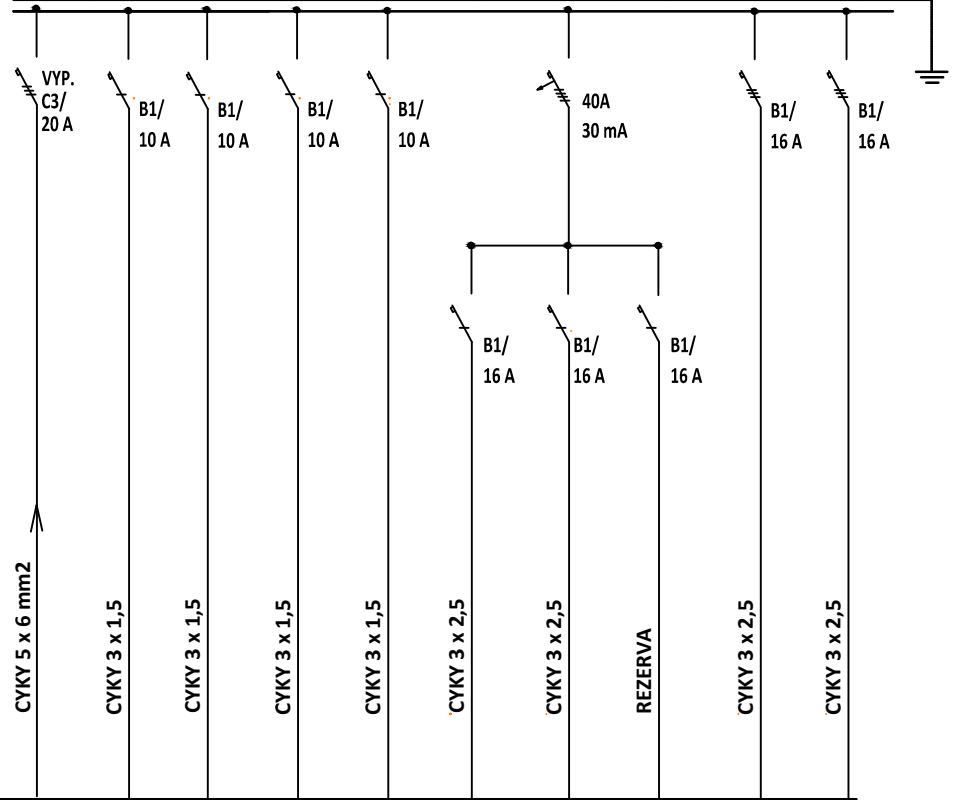 VYP.
C3/
20 A
B1/
10 A
B1/
10 A
B1/
10 A
B1/
10 A
40A
30 mA
B1/
16 A
B1/
16 A
B1/
16 A
B1/
16 A
B1/
16 A
CYKY 5 x 6 mm2
CYKY 3 x 1,5
CYKY 3 x 1,5
CYKY 3 x 1,5
CYKY 3 x 1,5
CYKY 3 x 2,5
CYKY 3 x 2,5
REZERVA
CYKY 3 x 2,5
CYKY 3 x 2,5